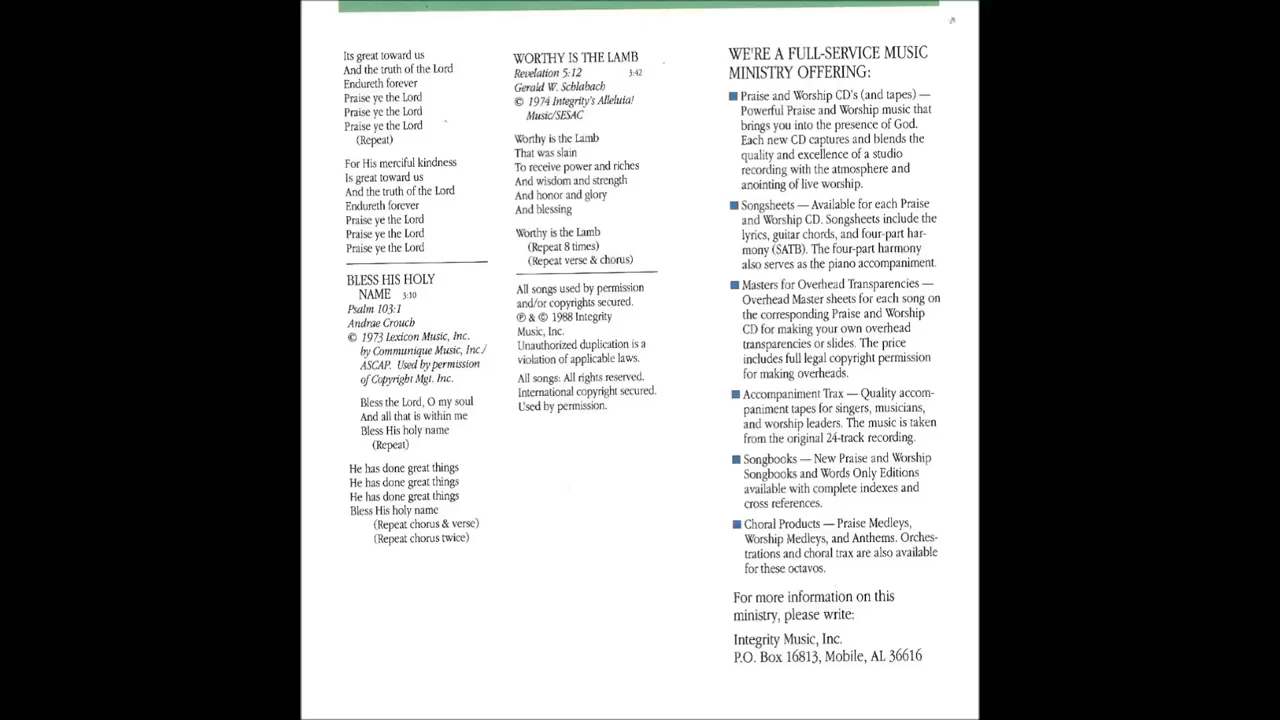 Its great toward us
And the truth of the Lord
Endureth forever
Praise ye the Lord
Praise ye the Lord
Praise ye the Lord
(Repeat)
For His merciful kindness
Is great toward us
And the truth of the Lord
Endureth forever
Praise ye the Lord
Praise ye the Lord
Praise ye the Lord
BLESS HIS HOLY
NAME 3:10
Psalm 103:1
Andrae Crouch
© 1973 Lexicon Music, Inc.
by Communique Music, Inc./
ASCAP. Used by permission
of Copyright Mgt. Inc.
Bless the Lord, O my soul
And all that is within me
Bless His holy name
(Repeat)
He has done great things
He has done great things
He has done great things
Bless His holy name
(Repeat chorus & verse)
(Repeat chorus twice)
WORTHY IS THE LAMB
Revelation 5:12 3:42
Gerald W. Schlabach
© 1974 Integrity's Alleluia!
Music/SESAC
Worthy is the Lamb
That was slain
To receive power and riches
And wisdom and strength
And honor and glory
And blessing
Worthy is the Lamb
(Repeat 8 times)
(Repeat verse & chorus)
All songs used by permission
and/or copyrights secured.
℗ & © 1988 Integrity
Music, Inc.
Unauthorized duplication is a
violation of applicable laws.
All songs: All rights reserved.
International copyright secured.
Used by permission.
WE'RE A FULL-SERVICE MUSIC
MINISTRY OFFERING:
■ Praise and Worship CD's (and tapes) —
Powerful Praise and Worship music that
brings you into the presence of God.
Each new CD captures and blends the
quality and excellence of a studio
recording with the atmosphere and
anointing of live worship.
■ Songsheets — Available for each Praise
and Worship CD. Songsheets include the
lyrics, guitar chords, and four-part har-
mony (SATB). The four-part harmony
also serves as the piano accompaniment.
■ Masters for Overhead Transparencies —
Overhead Master sheets for each song on
the corresponding Praise and Worship
CD for making your own overhead
transparencies or slides. The price
includes full legal copyright permission
for making overheads.
■ Accompaniment Trax — Quality accom-
paniment tapes for singers, musicians,
and worship leaders. The music is taken
from the original 24-track recording.
■ Songbooks — New Praise and Worship
Songbooks and Words Only Editions
available with complete indexes and
cross references.
■ Choral Products — Praise Medleys,
Worship Medleys, and Anthems. Orches-
trations and choral trax are also available
for these octavos.
For more information on this
ministry, please write:
Integrity Music, Inc.
P.O. Box 16813, Mobile, AL 36616